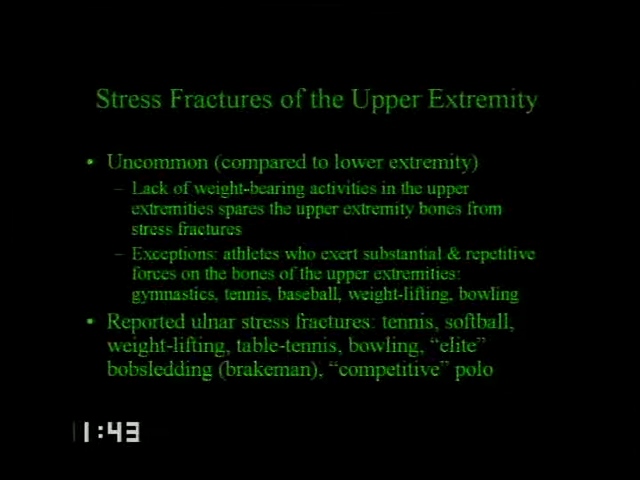 Stress Fractures of the Upper Extremity
• Uncommon (compared to lower extremity)
– Lack of weight-bearing activities in the upper
extremities spares the upper extremity bones from
stress fractures
– Exceptions: athletes who exert substantial & repetitive
forces on the bones of the upper extremities:
gymnastics, tennis, baseball, weight-lifting, bowling
• Reported ulnar stress fractures: tennis, softball,
weight-lifting, table-tennis, bowling, “elite”
bobsledding (brakeman), “competitive” polo
1:43